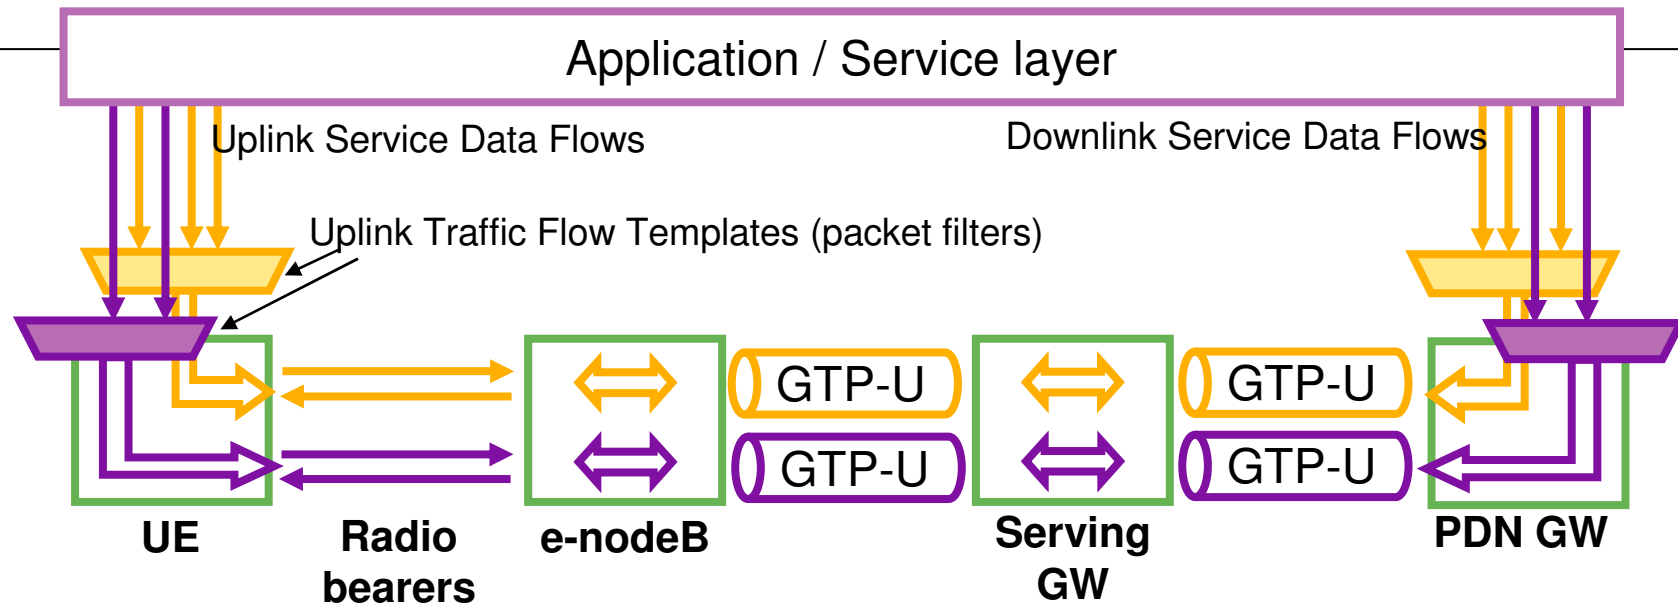 Application / Service layer
Uplink Service Data Flows
Downlink Service Data Flows
Uplink Traffic Flow Templates (packet filters)
GTP-U
GTP-U
GTP-U
GTP-U
UE
Radio
bearers
e-nodeB
Serving
GW
PDN GW